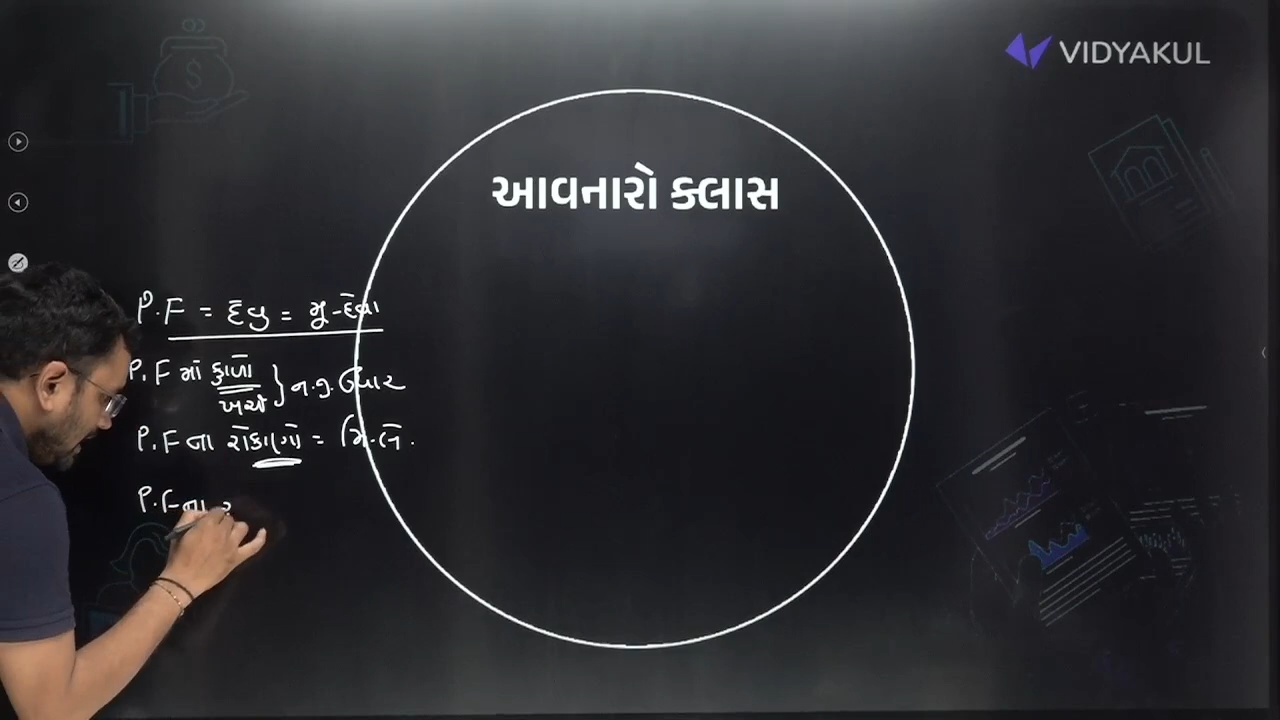 VIDYAKUL
આવનારો ક્લાસ
P.F = દેવુ = મૂ-દેવા
P.F માં ફાળો
ખર્ચો } ન.નુ. ઉધાર
P.F ના રોકાણો = મિ.લે.
P.F ના ર